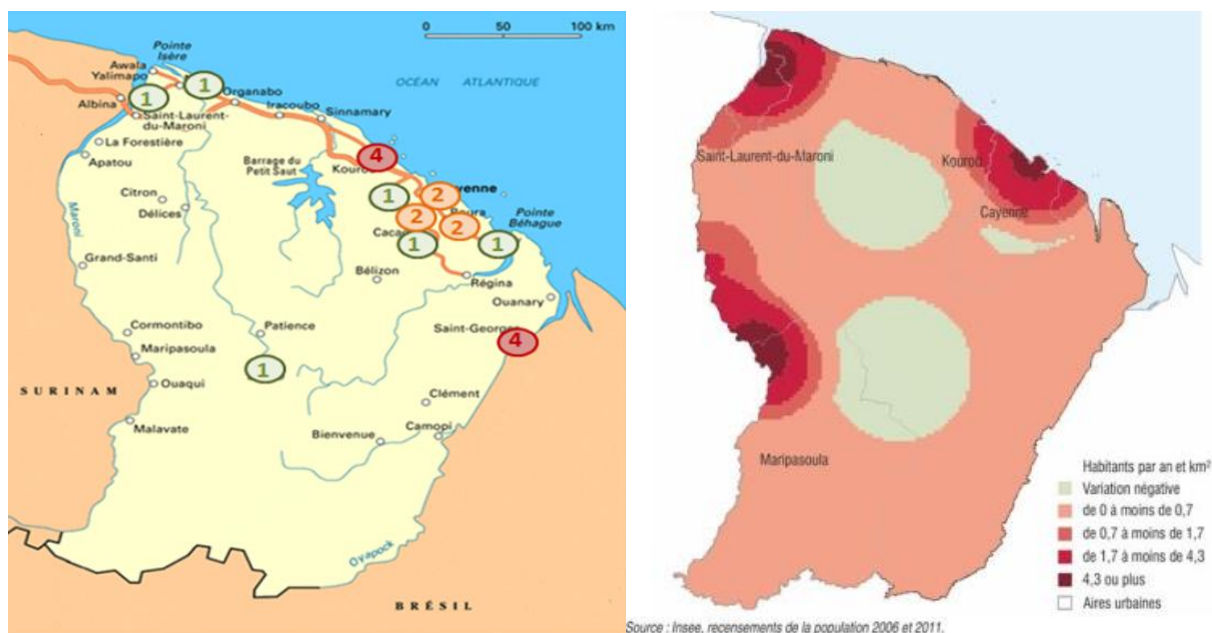 0 50 100 km
Pointe
Isère
Awala
Yalimapo
OCÉAN ATLANTIQUE
1
1
Organabo
Albina
Iracoubo
Sinnamary
Saint-Laurent-
du-Maroni
La Forestière
Apatou
Barrage du
Petit Saut
4
Citron
Délices
1
2
2
2
Pointe
Béhague
1
1
Maroni
Grand-Santi
Bélizon
Régina
Ouanary
Cormontibo
Patience
Saint-George
4
Maripasoula
1
Ouaqui
SURINAM
Clément
Malavate
Bienvenue
Camopi
Oyapock
BRÉSIL
Saint-Laurent-du-Maroni
Kourou
Cayenne
Maripasoula
Habitants par an et km²
Variation négative
de 0 à moins de 0,7
de 0,7 à moins de 1,7
de 1,7 à moins de 4,3
4,3 ou plus
Aires urbaines
Source : Insee, recensements de la population 2006 et 2011.